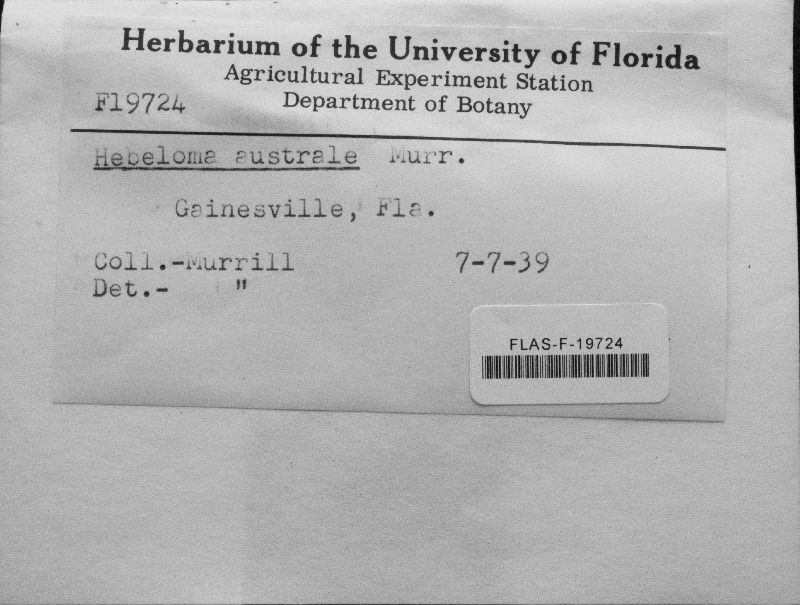 Herbarium of the University of Florida
Agricultural Experiment Station
Department of Botany
F19724
Hebeloma australe Murr.
Gainesville, Fla.
Coll.-Murrill 7-7-39
Det.- "
FLAS-F-19724